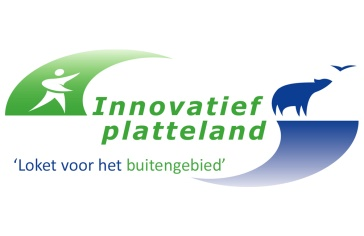 Innovatief
platteland
‘Loket voor het buitengebied’